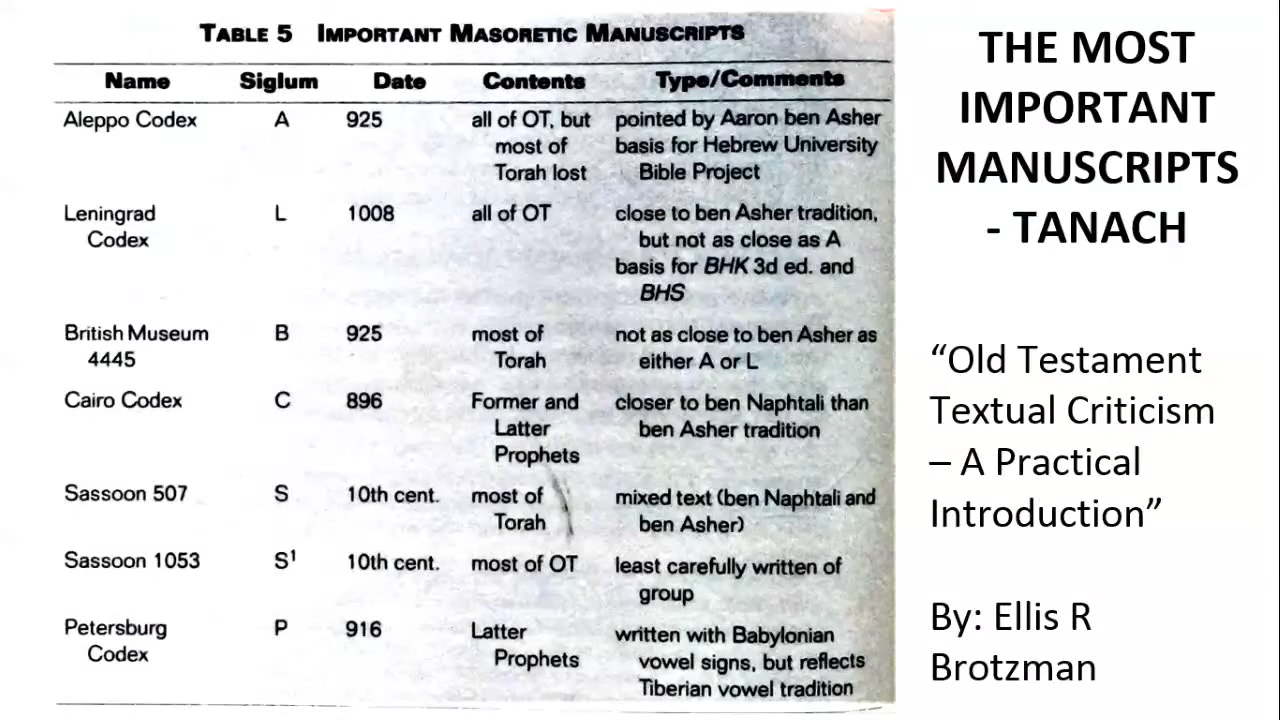 TABLE 5 IMPORTANT MASORETIC MANUSCRIPTS
Name Siglum Date Contents Type/Comments
Aleppo Codex A 925 all of OT, but pointed by Aaron ben Asher
most of basis for Hebrew University
Torah lost Bible Project
Leningrad L 1008 all of OT close to ben Asher tradition,
Codex but not as close as A
basis for BHK 3d ed. and
BHS
British Museum B 925 most of not as close to ben Asher as
4445 Torah either A or L
Cairo Codex C 896 Former and closer to ben Naphtali than
Latter ben Asher tradition
Prophets
Sassoon 507 S 10th cent. most of mixed text (ben Naphtali and
Torah ben Asher)
Sassoon 1053 S¹ 10th cent. most of OT least carefully written of
group
Petersburg P 916 Latter written with Babylonian
Codex Prophets vowel signs, but reflects
Tiberian vowel tradition
THE MOST
IMPORTANT
MANUSCRIPTS
- TANACH
“Old Testament
Textual Criticism
– A Practical
Introduction”
By: Ellis R
Brotzman